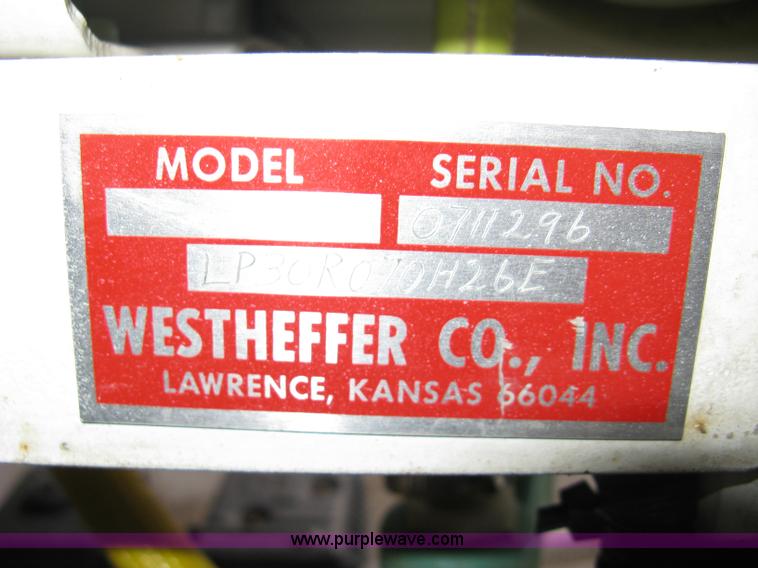 MODEL SERIAL NO.
0711296
LP30R070H26E
WESTHEFFER CO., INC.
LAWRENCE, KANSAS 66044
www.purplewave.com